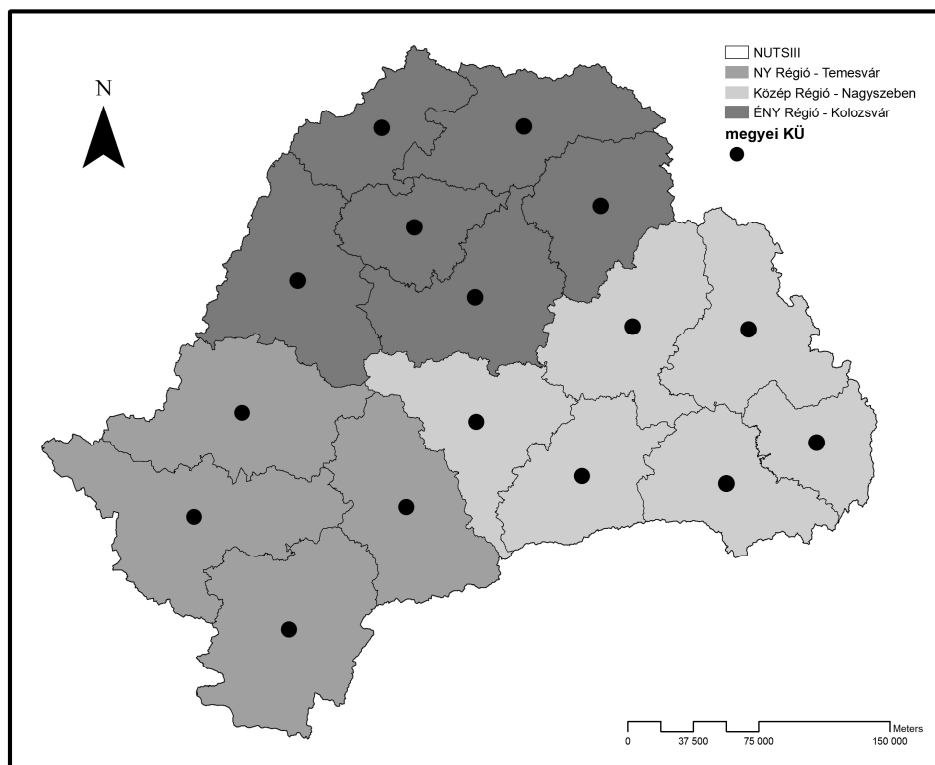 N
NUTSIII
NY Régió - Temesvár
Közép Régió - Nagyszeben
ÉNY Régió - Kolozsvár
megyei KÜ
Meters
0 37 500 75 000 150 000